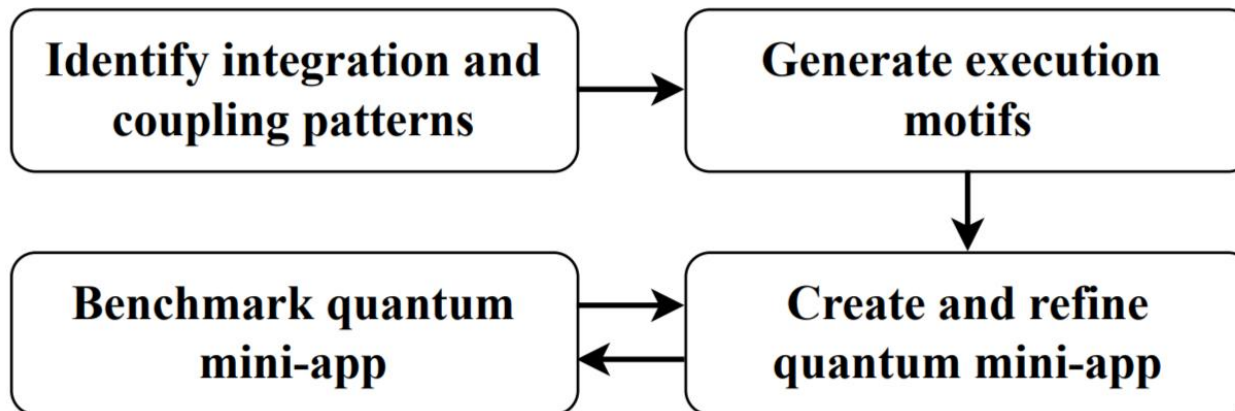 Identify integration and
coupling patterns
Generate execution
motifs
Benchmark quantum
mini-app
Create and refine
quantum mini-app